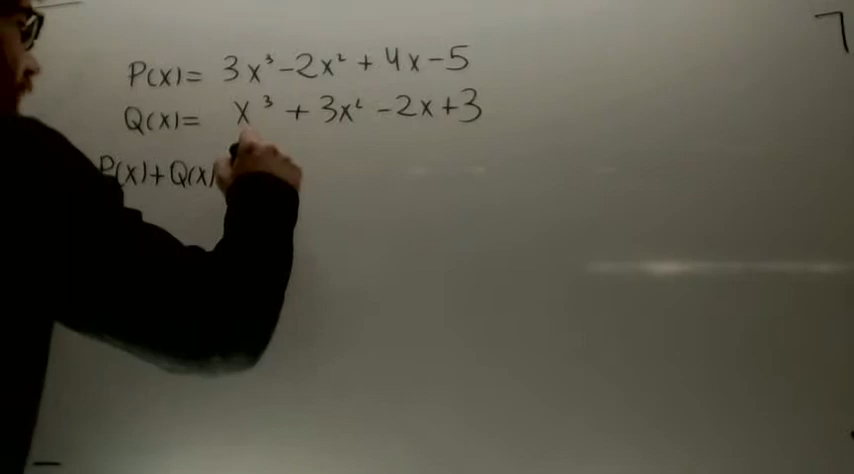 P(x)= 3x³-2x²+4x-5
Q(x)= x³+3x²-2x+3
P(x)+Q(x)
7